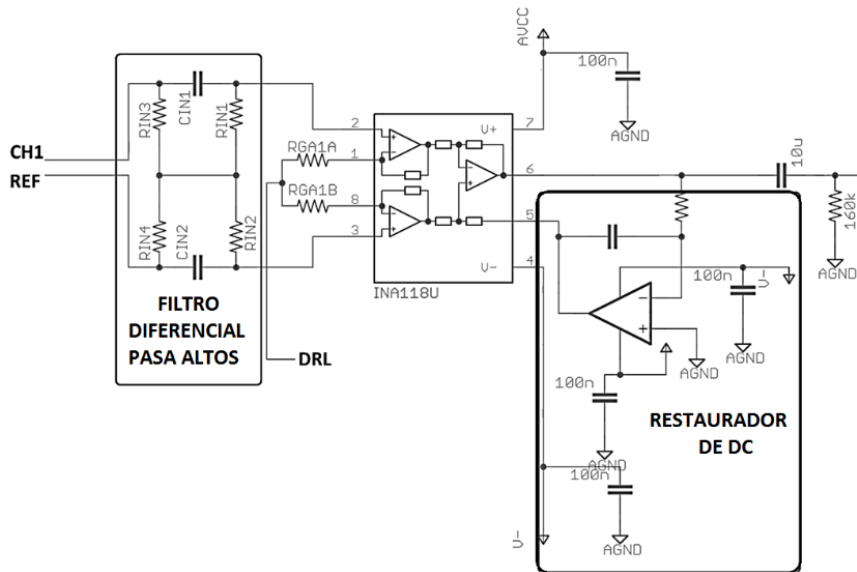 AVCC
100n
AGND
RIN3
CIN1
RIN1
CH1
REF
RIN4
CIN2
RIN2
FILTRO
DIFERENCIAL
PASA ALTOS
DRL
RGA1A
RGA1B
2
1
8
3
V+
V-
INA118U
7
6
5
4
10u
160k
AGND
100n
V-
AGND
AGND
100n
AGND
100n
AGND
V-
RESTAURADOR
DE DC